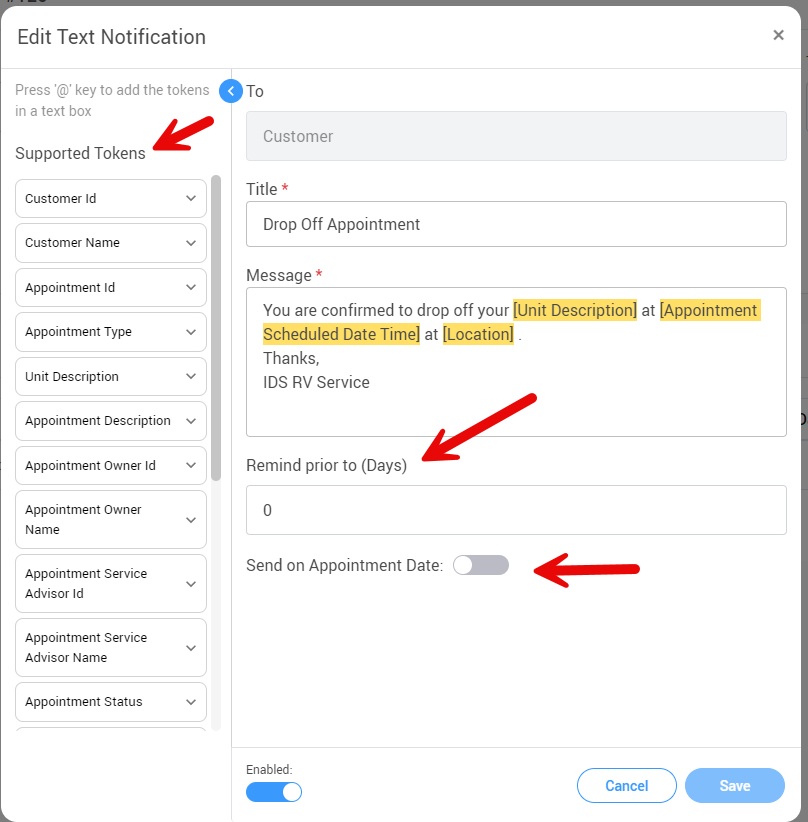 Edit Text Notification
Press '@' key to add the tokens
in a text box
Supported Tokens
Customer Id
Customer Name
Appointment Id
Appointment Type
Unit Description
Appointment Description
Appointment Owner Id
Appointment Owner
Name
Appointment Service
Advisor Id
Appointment Service
Advisor Name
Appointment Status
To
Customer
Title *
Drop Off Appointment
Message *
You are confirmed to drop off your [Unit Description] at [Appointment
Scheduled Date Time] at [Location] .
Thanks,
IDS RV Service
Remind prior to (Days)
0
Send on Appointment Date:
Enabled:
Cancel
Save